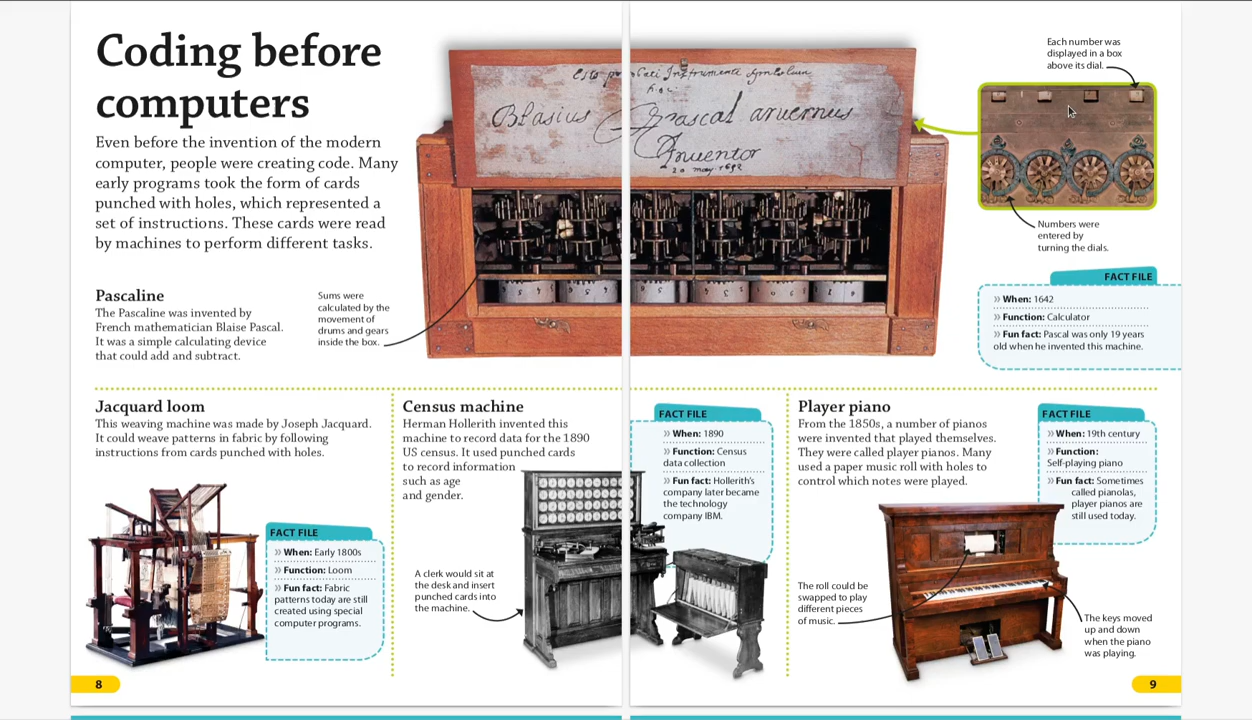 Coding before
computers
Even before the invention of the modern
computer, people were creating code. Many
early programs took the form of cards
punched with holes, which represented a
set of instructions. These cards were read
by machines to perform different tasks.
Pascaline
The Pascaline was invented by
French mathematician Blaise Pascal.
It was a simple calculating device
that could add and subtract.
Sums were
calculated by the
movement of
drums and gears
inside the box.
Blasius Pascal arvernus
Inventor
Each number was
displayed in a box
above its dial.
Numbers were
entered by
turning the dials.
FACT FILE
» When: 1642
» Function: Calculator
» Fun fact: Pascal was only 19 years
old when he invented this machine.
Jacquard loom
This weaving machine was made by Joseph Jacquard.
It could weave patterns in fabric by following
instructions from cards punched with holes.
FACT FILE
» When: Early 1800s
» Function: Loom
» Fun fact: Fabric
patterns today are still
created using special
computer programs.
Census machine
Herman Hollerith invented this
machine to record data for the 1890
US census. It used punched cards
to record information
such as age
and gender.
A clerk would sit at
the desk and insert
punched cards into
the machine.
FACT FILE
» When: 1890
» Function: Census
data collection
» Fun fact: Hollerith's
company later became
the technology
company IBM.
Player piano
From the 1850s, a number of pianos
were invented that played themselves.
They were called player pianos. Many
used a paper music roll with holes to
control which notes were played.
FACT FILE
» When: 19th century
» Function:
Self-playing piano
» Fun fact: Sometimes
called pianolas,
player pianos are
still used today.
The roll could be
swapped to play
different pieces
of music.
The keys moved
up and down
when the piano
was playing.
8
9